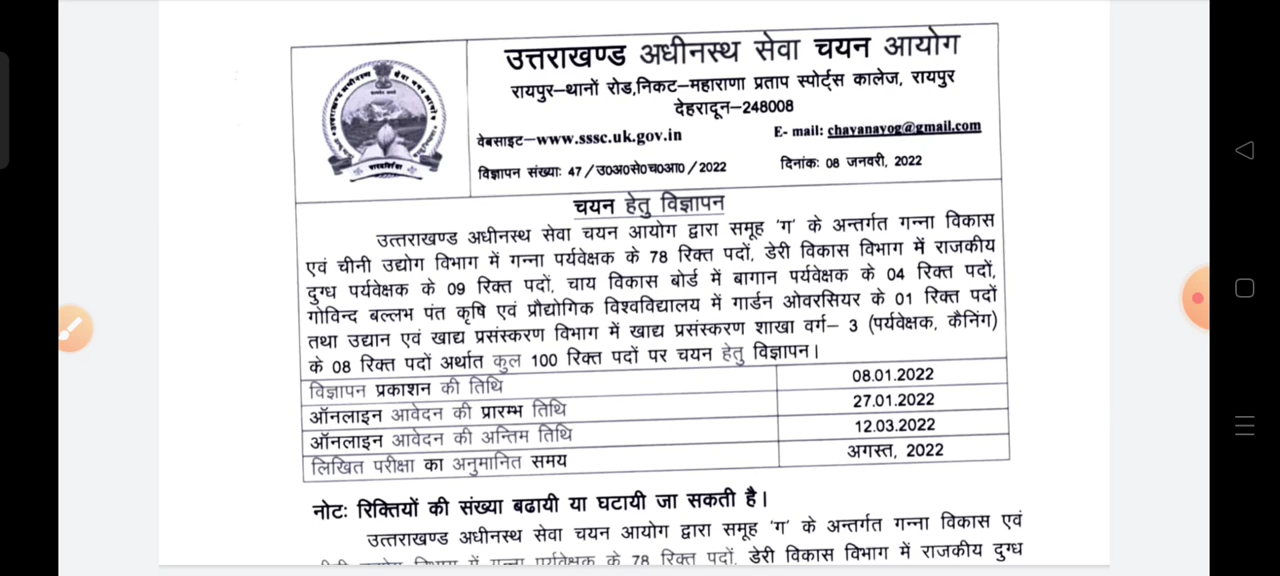 उत्तराखण्ड अधीनस्थ सेवा चयन आयोग
रायपुर–थानों रोड,निकट–महाराणा प्रताप स्पोर्ट्स कालेज, रायपुर
देहरादून–248008
वेबसाइट–www.sssc.uk.gov.in E- mail: chayanayog@gmail.com
विज्ञापन संख्याः 47/उ0अ0से0च0आ0/2022 दिनांकः 08 जनवरी, 2022
चयन हेतु विज्ञापन
उत्तराखण्ड अधीनस्थ सेवा चयन आयोग द्वारा समूह 'ग' के अन्तर्गत गन्ना विकास
एवं चीनी उद्योग विभाग में गन्ना पर्यवेक्षक के 78 रिक्त पदों, डेरी विकास विभाग में राजकीय
दुग्ध पर्यवेक्षक के 09 रिक्त पदों, चाय विकास बोर्ड में बागान पर्यवेक्षक के 04 रिक्त पदों,
गोविन्द बल्लभ पंत कृषि एवं प्रौद्योगिक विश्वविद्यालय में गार्डन ओवरसियर के 01 रिक्त पदों
तथा उद्यान एवं खाद्य प्रसंस्करण विभाग में खाद्य प्रसंस्करण शाखा वर्ग– 3 (पर्यवेक्षक, कैनिंग)
के 08 रिक्त पदों अर्थात कुल 100 रिक्त पदों पर चयन हेतु विज्ञापन।
विज्ञापन प्रकाशन की तिथि 08.01.2022
ऑनलाइन आवेदन की प्रारम्भ तिथि 27.01.2022
ऑनलाइन आवेदन की अन्तिम तिथि 12.03.2022
लिखित परीक्षा का अनुमानित समय अगस्त, 2022
नोटः रिक्तियों की संख्या बढायी या घटायी जा सकती है।
उत्तराखण्ड अधीनस्थ सेवा चयन आयोग द्वारा समूह 'ग' के अन्तर्गत गन्ना विकास एवं
में गन्ना पर्यवेक्षक के 78 रिक्त पदों, डेरी विकास विभाग में राजकीय दुग्ध